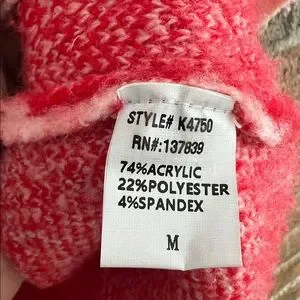 STYLE# K4750
RN#:137839
74%ACRYLIC
22%POLYESTER
4%SPANDEX
M